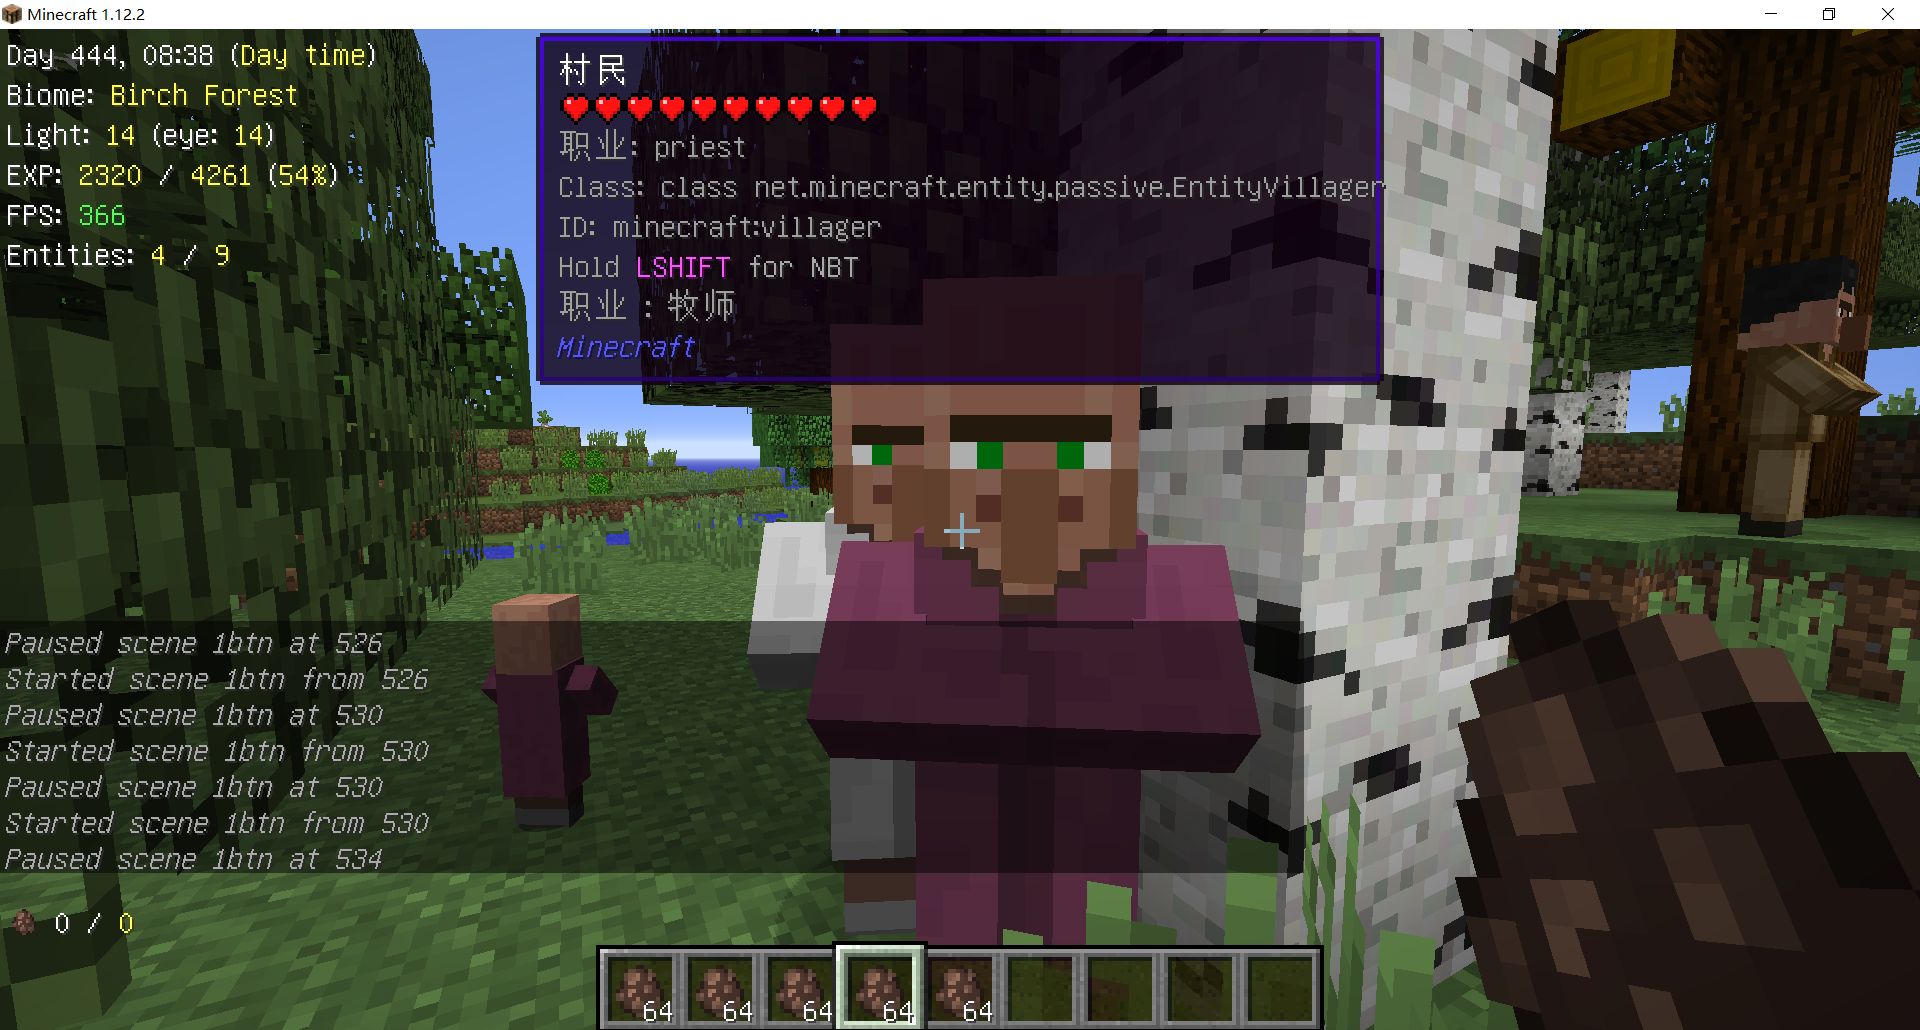 Minecraft 1.12.2
Day 444, 08:38 (Day time)
Biome: Birch Forest
Light: 14 (eye: 14)
EXP: 2320 / 4261 (54%)
FPS: 366
Entities: 4 / 9
村民
职业: priest
Class: class net.minecraft.entity.passive.EntityVillager
ID: minecraft:villager
Hold LSHIFT for NBT
职业：牧师
Minecraft
Paused scene 1btn at 526
Started scene 1btn from 526
Paused scene 1btn at 530
Started scene 1btn from 530
Paused scene 1btn at 530
Started scene 1btn from 530
Paused scene 1btn at 534
0 / 0
64 64 64 64 64